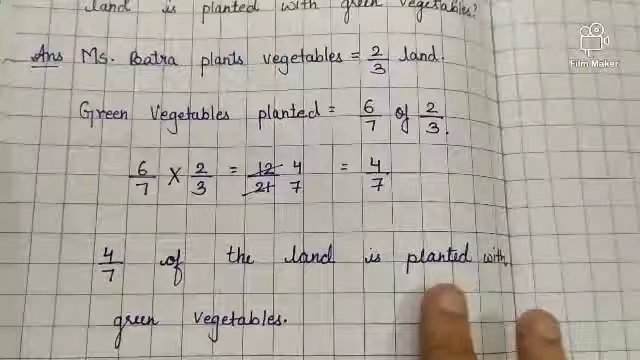 land is planted with green vegetables?
Ans Ms. Batra plants vegetables = 2/3 land.
Green Vegetables planted = 6/7 of 2/3.
6/7 X 2/3 = 12/21 4/7 = 4/7
4/7 of the land is planted with
green vegetables.
Film Maker